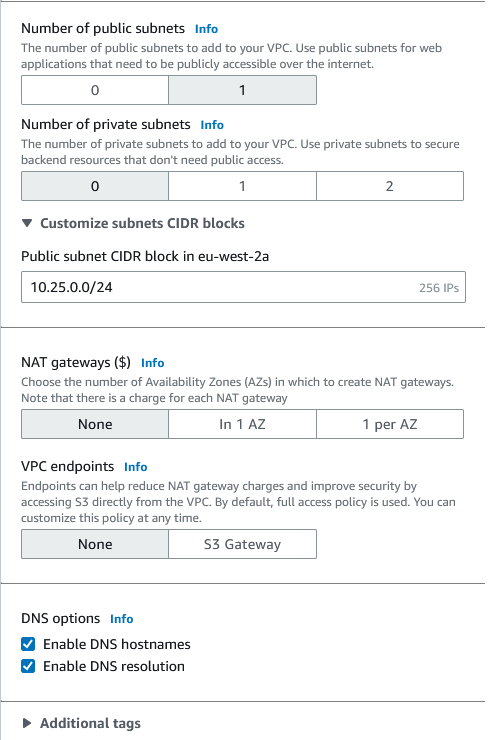 Number of public subnets Info
The number of public subnets to add to your VPC. Use public subnets for web
applications that need to be publicly accessible over the internet.
0 1
Number of private subnets Info
The number of private subnets to add to your VPC. Use private subnets to secure
backend resources that don't need public access.
0 1 2
Customize subnets CIDR blocks
Public subnet CIDR block in eu-west-2a
10.25.0.0/24 256 IPs
NAT gateways ($) Info
Choose the number of Availability Zones (AZs) in which to create NAT gateways.
Note that there is a charge for each NAT gateway
None In 1 AZ 1 per AZ
VPC endpoints Info
Endpoints can help reduce NAT gateway charges and improve security by
accessing S3 directly from the VPC. By default, full access policy is used. You can
customize this policy at any time.
None S3 Gateway
DNS options Info
Enable DNS hostnames
Enable DNS resolution
Additional tags